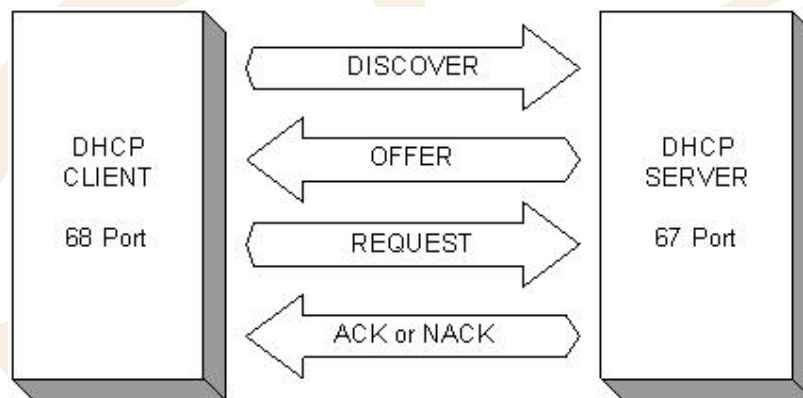 DHCP
CLIENT
68 Port
DISCOVER
OFFER
REQUEST
ACK or NACK
DHCP
SERVER
67 Port